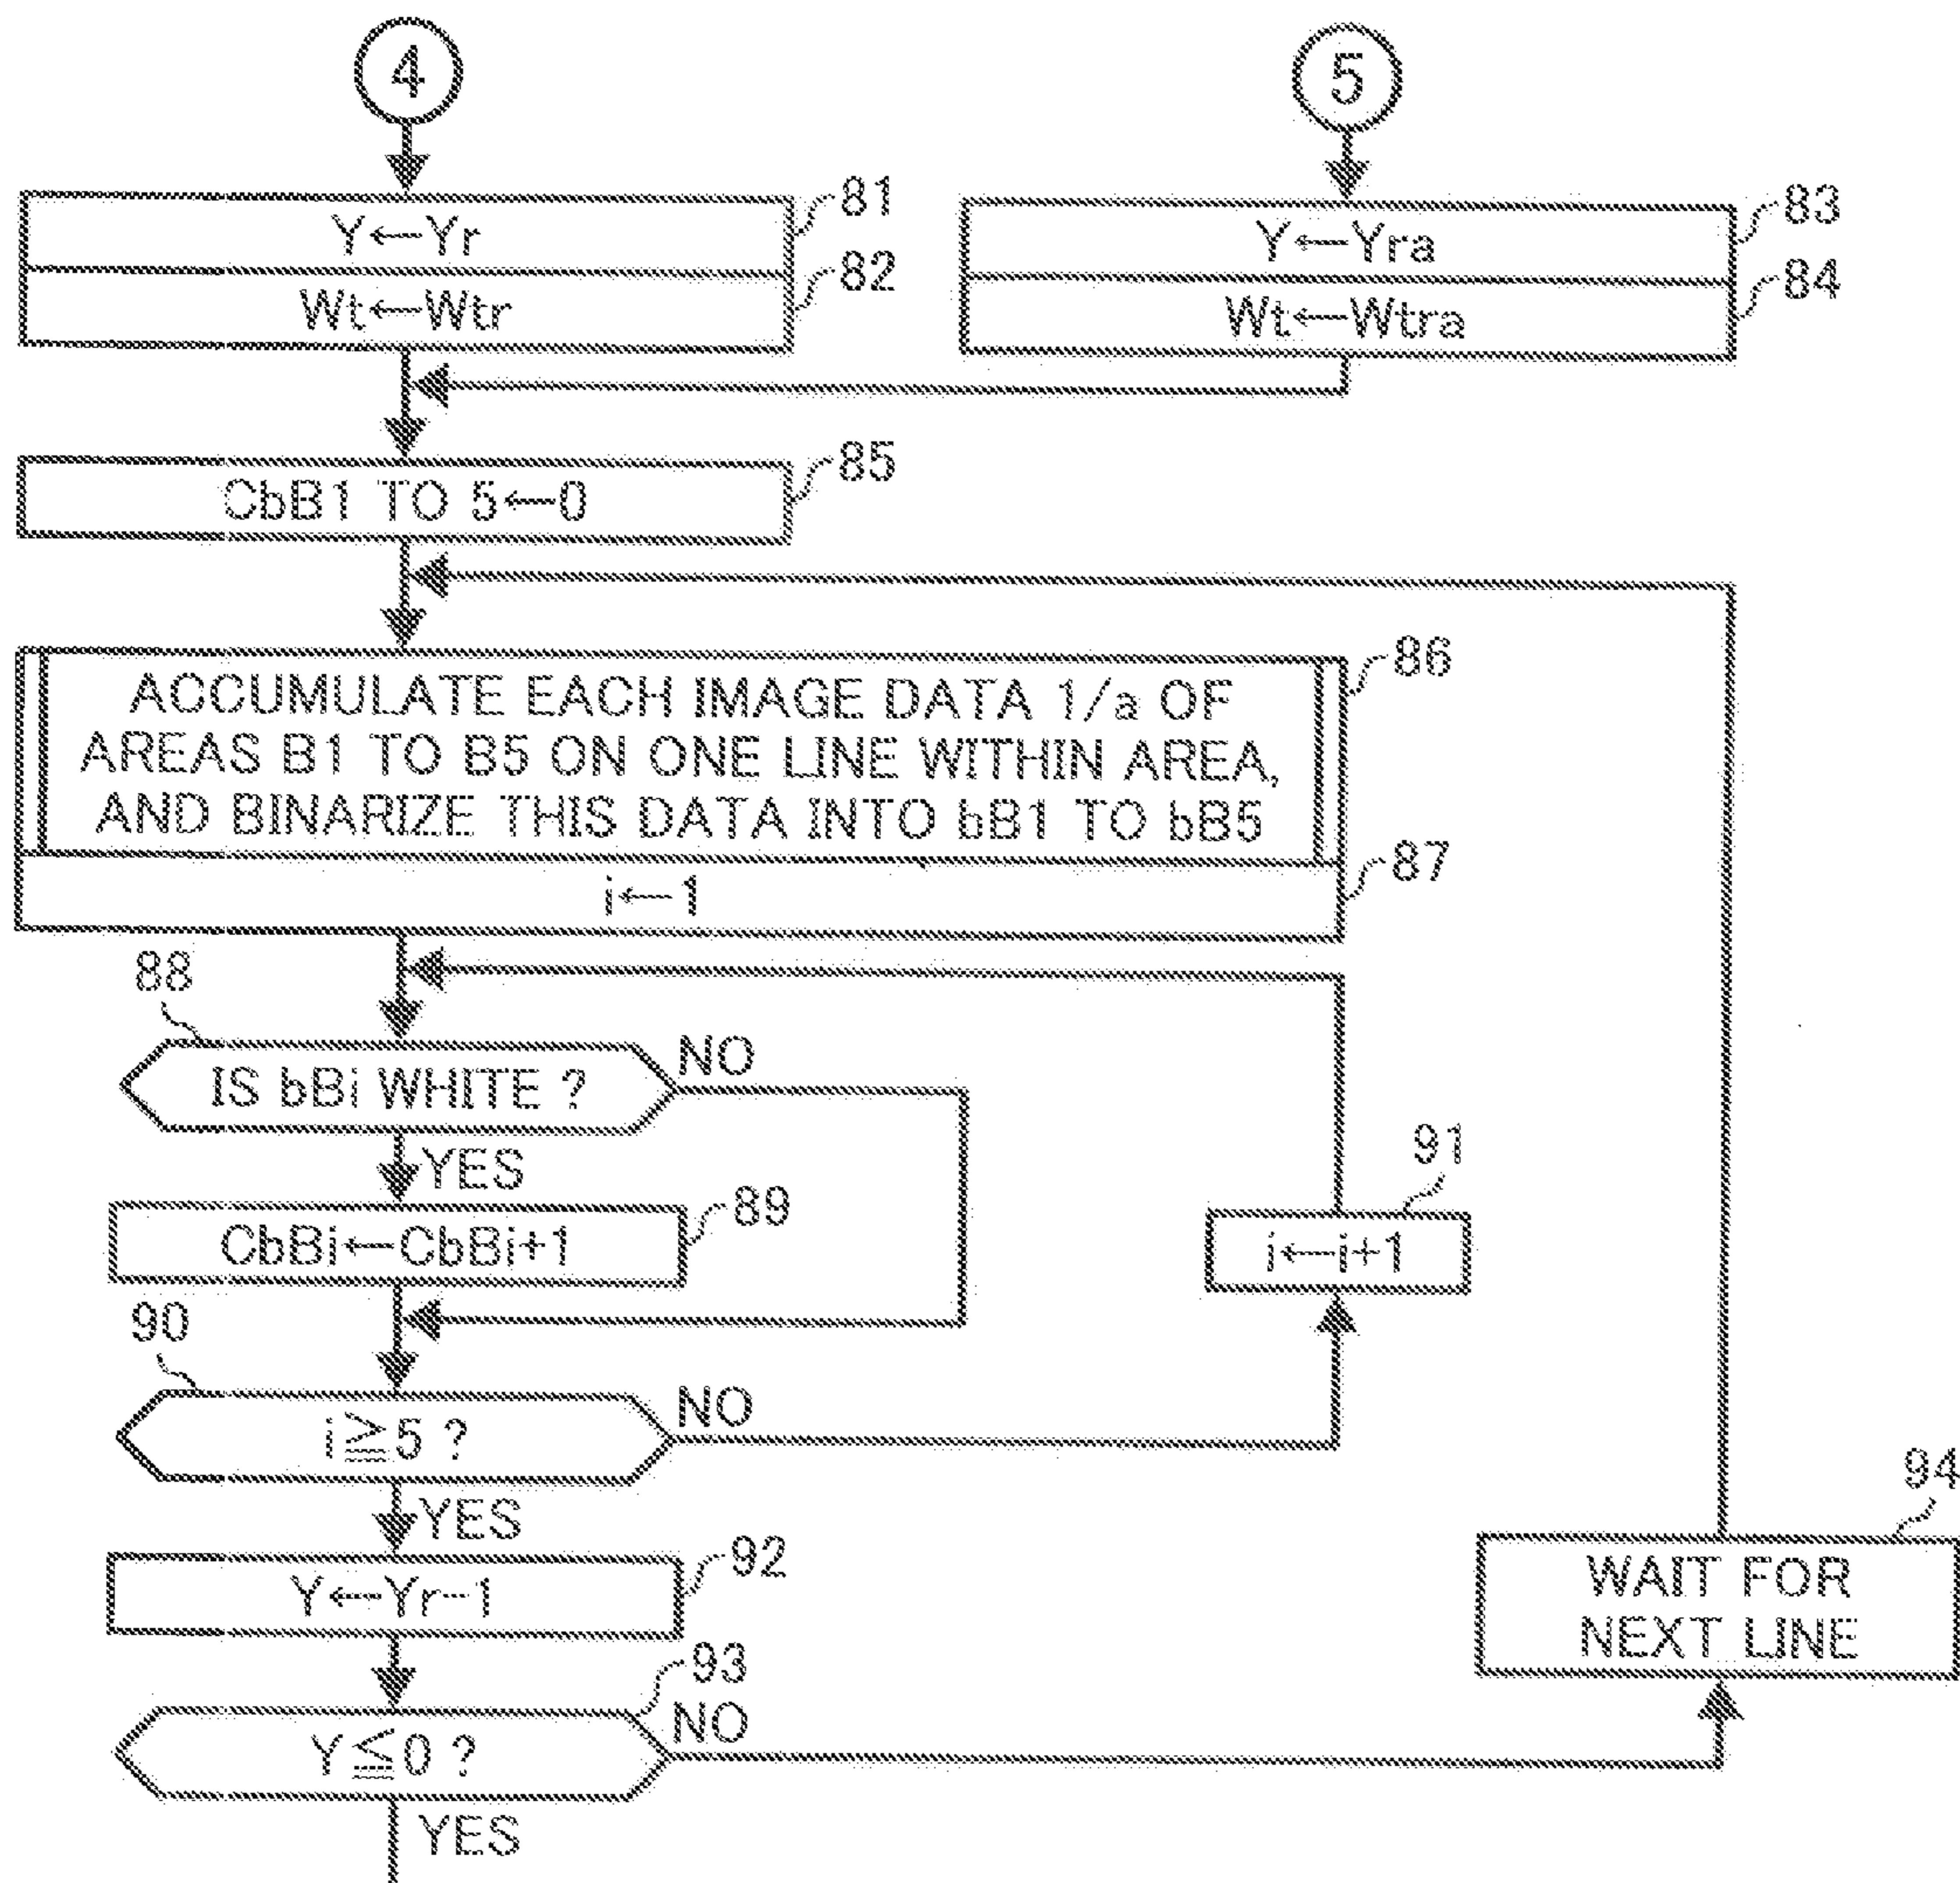 4
5
Y←Yr
81
Wt←Wtr
82
Y←Yra
83
Wt←Wtra
84
CbB1 TO 5←0
85
ACCUMULATE EACH IMAGE DATA 1/a OF
AREAS B1 TO B5 ON ONE LINE WITHIN AREA,
AND BINARIZE THIS DATA INTO bB1 TO bB5
86
i←1
87
88
IS bBi WHITE ?
NO
YES
CbBi←CbBi+1
89
91
i←i+1
90
i≧5 ?
NO
YES
Y←Yr-1
92
94
WAIT FOR
NEXT LINE
93
Y≦0 ?
NO
YES